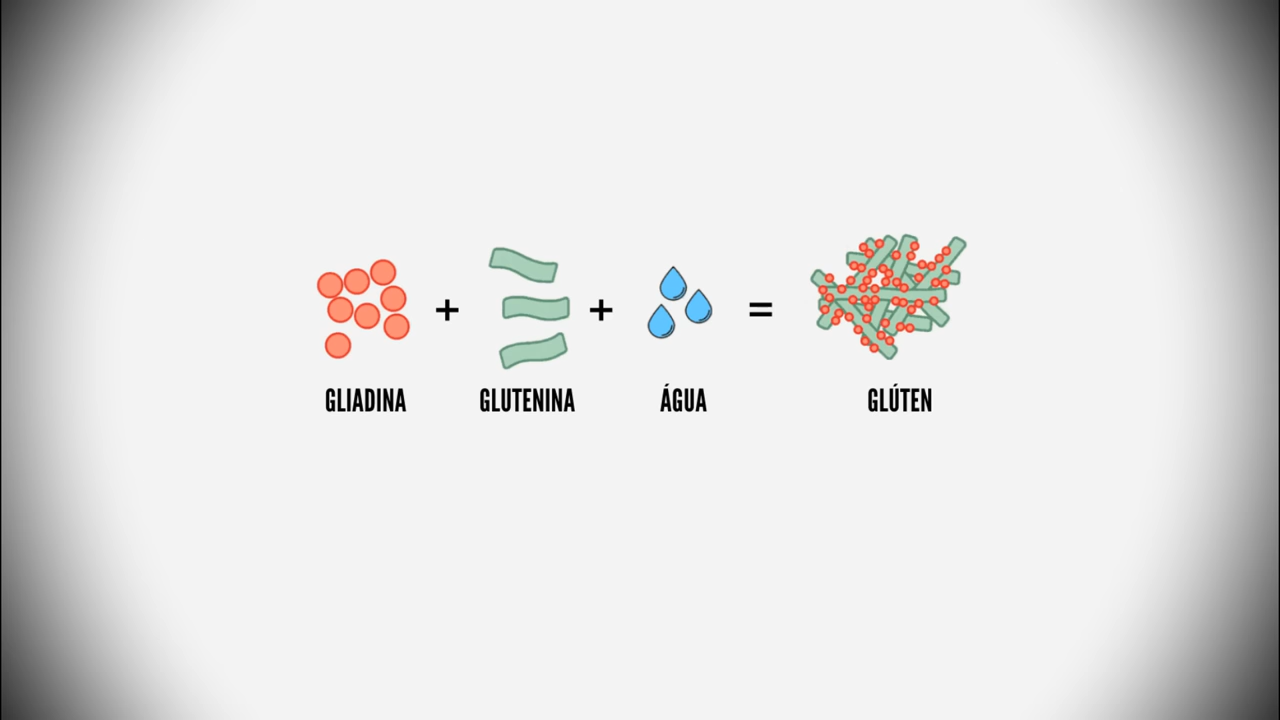 + + =
GLIADINA GLUTENINA ÁGUA GLÚTEN